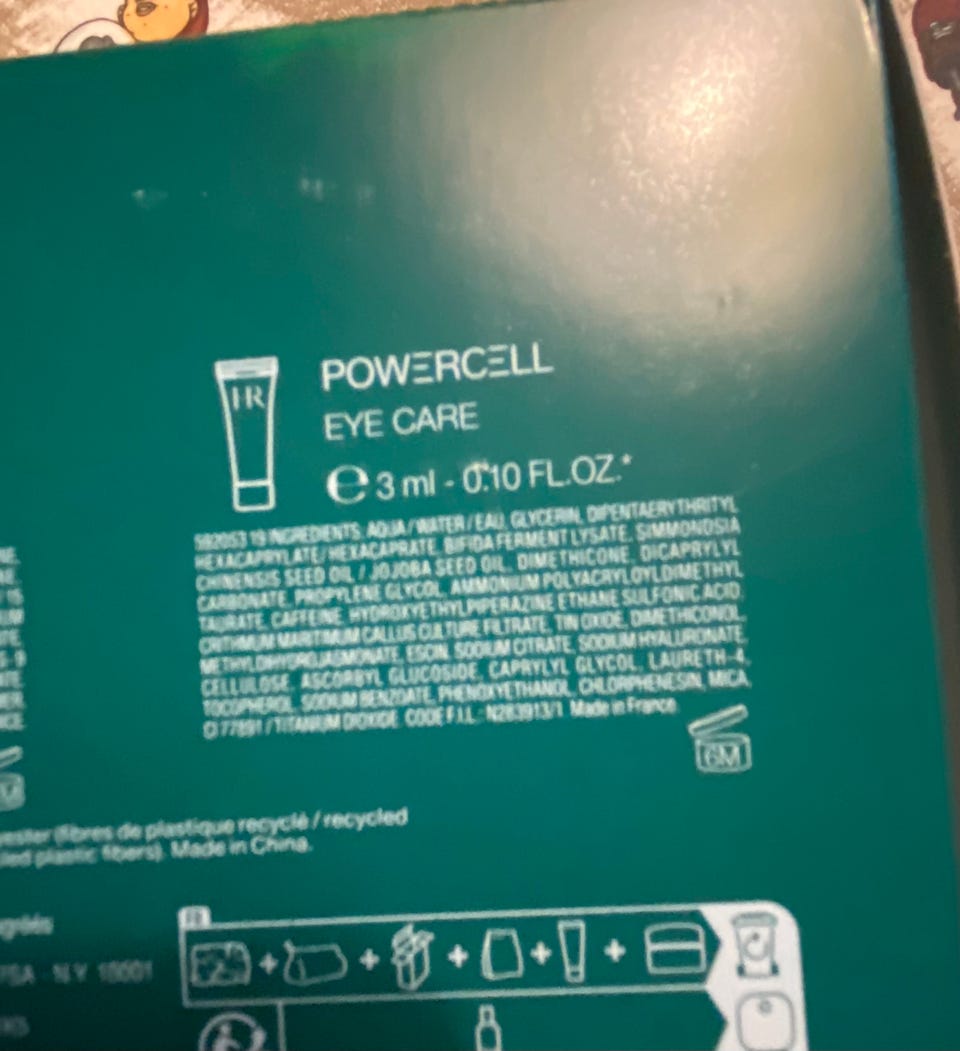 HR
POWERCELL
EYE CARE
e 3 ml - 0.10 FL.OZ.*
592053 19 INGREDIENTS: AQUA / WATER / EAU, GLYCERIN, DIPENTAERYTHRITYL
HEXACAPRYLATE / HEXACAPRATE, BIFIDA FERMENT LYSATE, SIMMONDSIA
CHINENSIS SEED OIL / JOJOBA SEED OIL, DIMETHICONE, DICAPRYLYL
CARBONATE, PROPYLENE GLYCOL, AMMONIUM POLYACRYLOYLDIMETHYL
TAURATE, CAFFEINE, HYDROXYETHYLPIPERAZINE ETHANE SULFONIC ACID,
CRITHMUM MARITIMUM CALLUS CULTURE FILTRATE, TIN OXIDE, DIMETHICONOL,
METHYLDIHYDROJASMONATE, ESCIN, SODIUM CITRATE, SODIUM HYALURONATE,
CELLULOSE, ASCORBYL GLUCOSIDE, CAPRYLYL GLYCOL, LAURETH-4,
TOCOPHEROL, SODIUM BENZOATE, PHENOXYETHANOL, CHLORPHENESIN, MICA,
CI 77891 / TITANIUM DIOXIDE. CODE F.I.L. : N283913/1 Made in France
6M
(fibres de plastique recyclé / recycled
plastic fibers). Made in China.
N.Y. 10001
FR